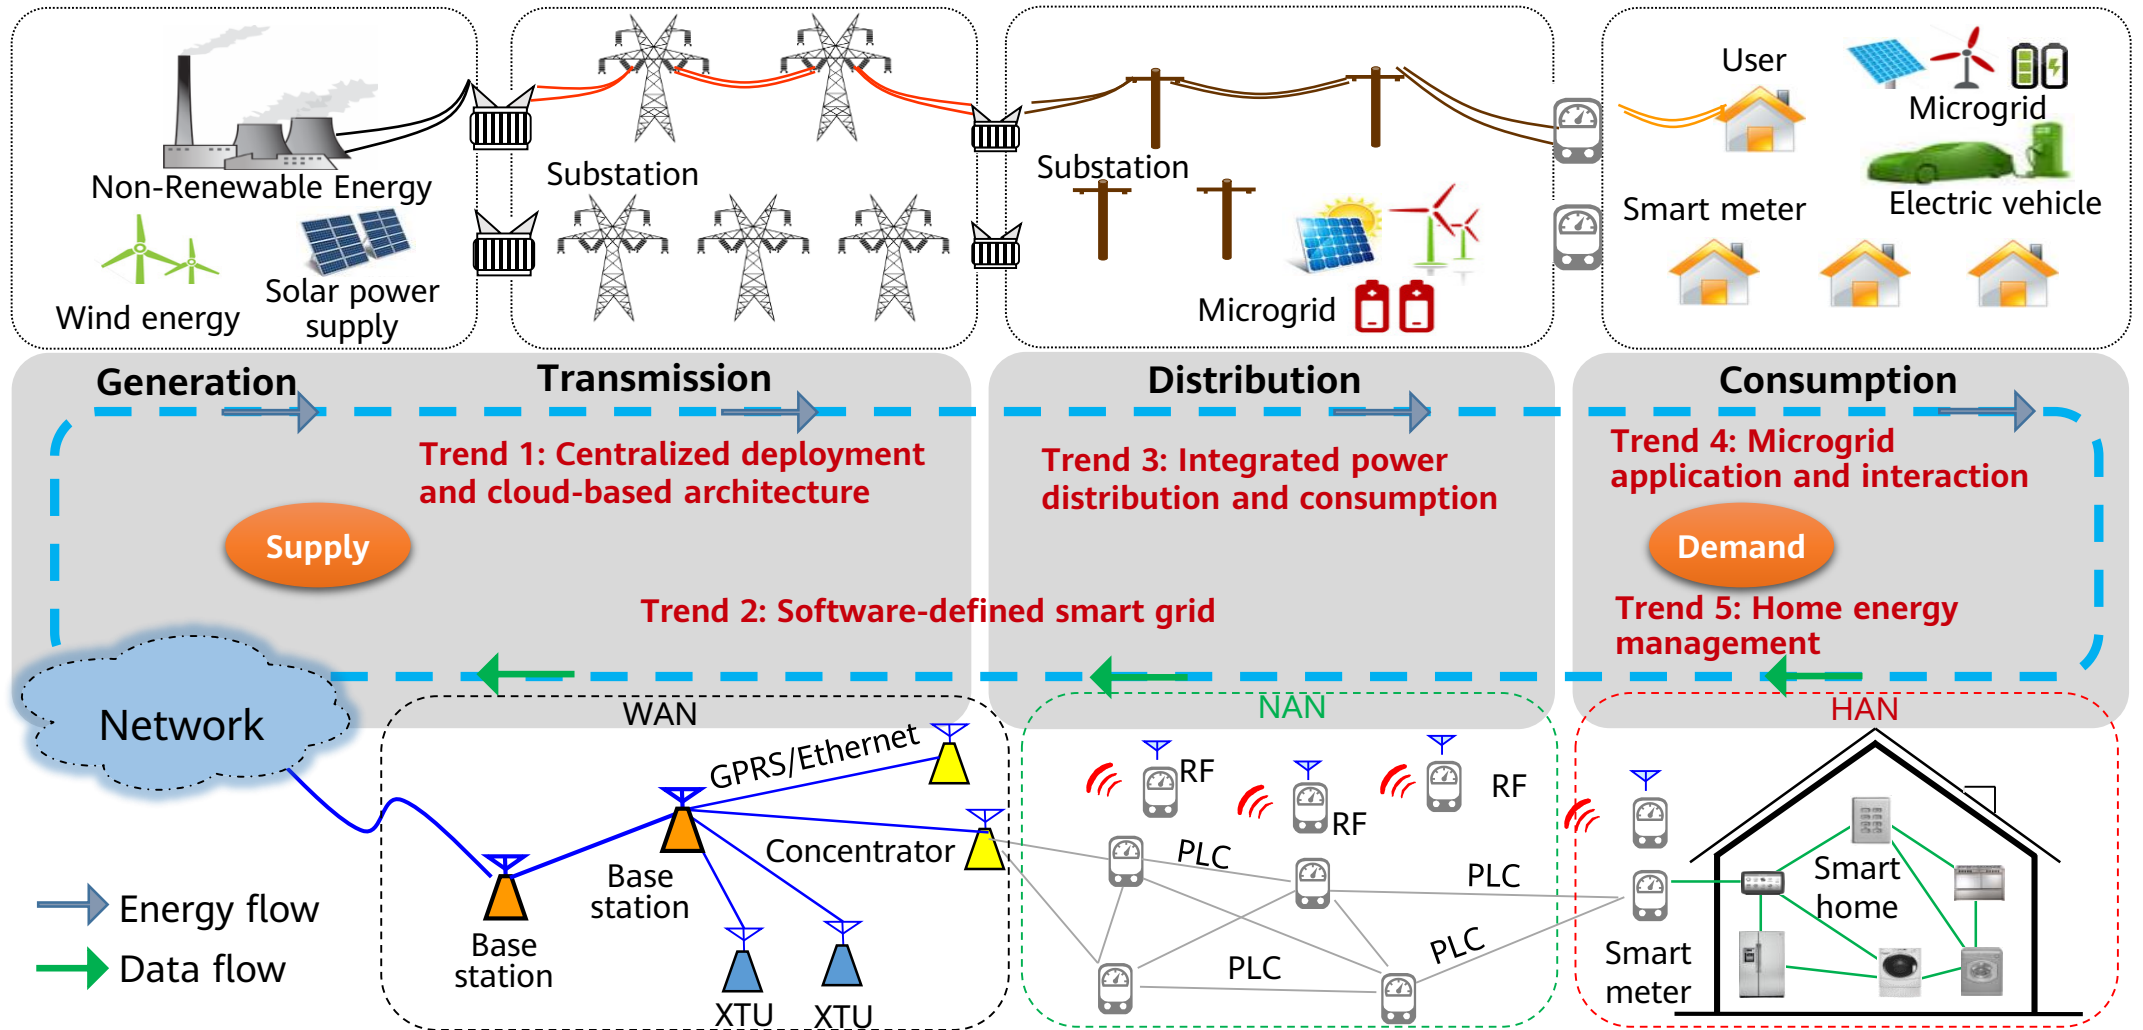 Non-Renewable Energy
Wind energy
Solar power
supply
Substation
Substation
Microgrid
User
Microgrid
Smart meter
Electric vehicle
Generation
Transmission
Distribution
Consumption
Trend 1: Centralized deployment
and cloud-based architecture
Trend 3: Integrated power
distribution and consumption
Trend 4: Microgrid
application and interaction
Supply
Demand
Trend 2: Software-defined smart grid
Trend 5: Home energy
management
Network
WAN
NAN
HAN
GPRS/Ethernet
Concentrator
Base
station
Base
station
XTU
XTU
RF
RF
RF
PLC
PLC
PLC
PLC
Smart
home
Smart
meter
Energy flow
Data flow